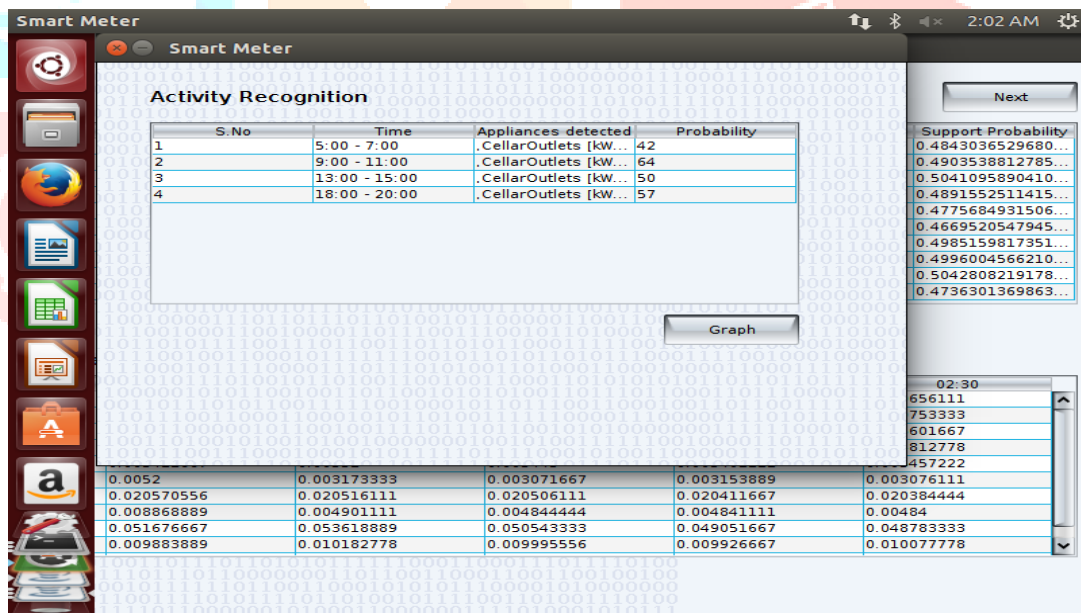 Smart Meter
2:02 AM
Smart Meter
Activity Recognition
Next
S.No Time Appliances detected Probability
1 5:00 - 7:00 ,CellarOutlets [kW... 42
2 9:00 - 11:00 ,CellarOutlets [kW... 64
3 13:00 - 15:00 ,CellarOutlets [kW... 50
4 18:00 - 20:00 ,CellarOutlets [kW... 57
Support Probability
0.4843036529680...
0.4903538812785...
0.5041095890410...
0.4891552511415...
0.4775684931506...
0.4669520547945...
0.4985159817351...
0.4996004566210...
0.5042808219178...
0.4736301369863...
Graph
02:30
656111
753333
601667
812778
457222
0.0052 0.003173333 0.003071667 0.003153889 0.003076111
0.020570556 0.020516111 0.020506111 0.020411667 0.020384444
0.008868889 0.004901111 0.004844444 0.004841111 0.00484
0.051676667 0.053618889 0.050543333 0.049051667 0.048783333
0.009883889 0.010182778 0.009995556 0.009926667 0.010077778